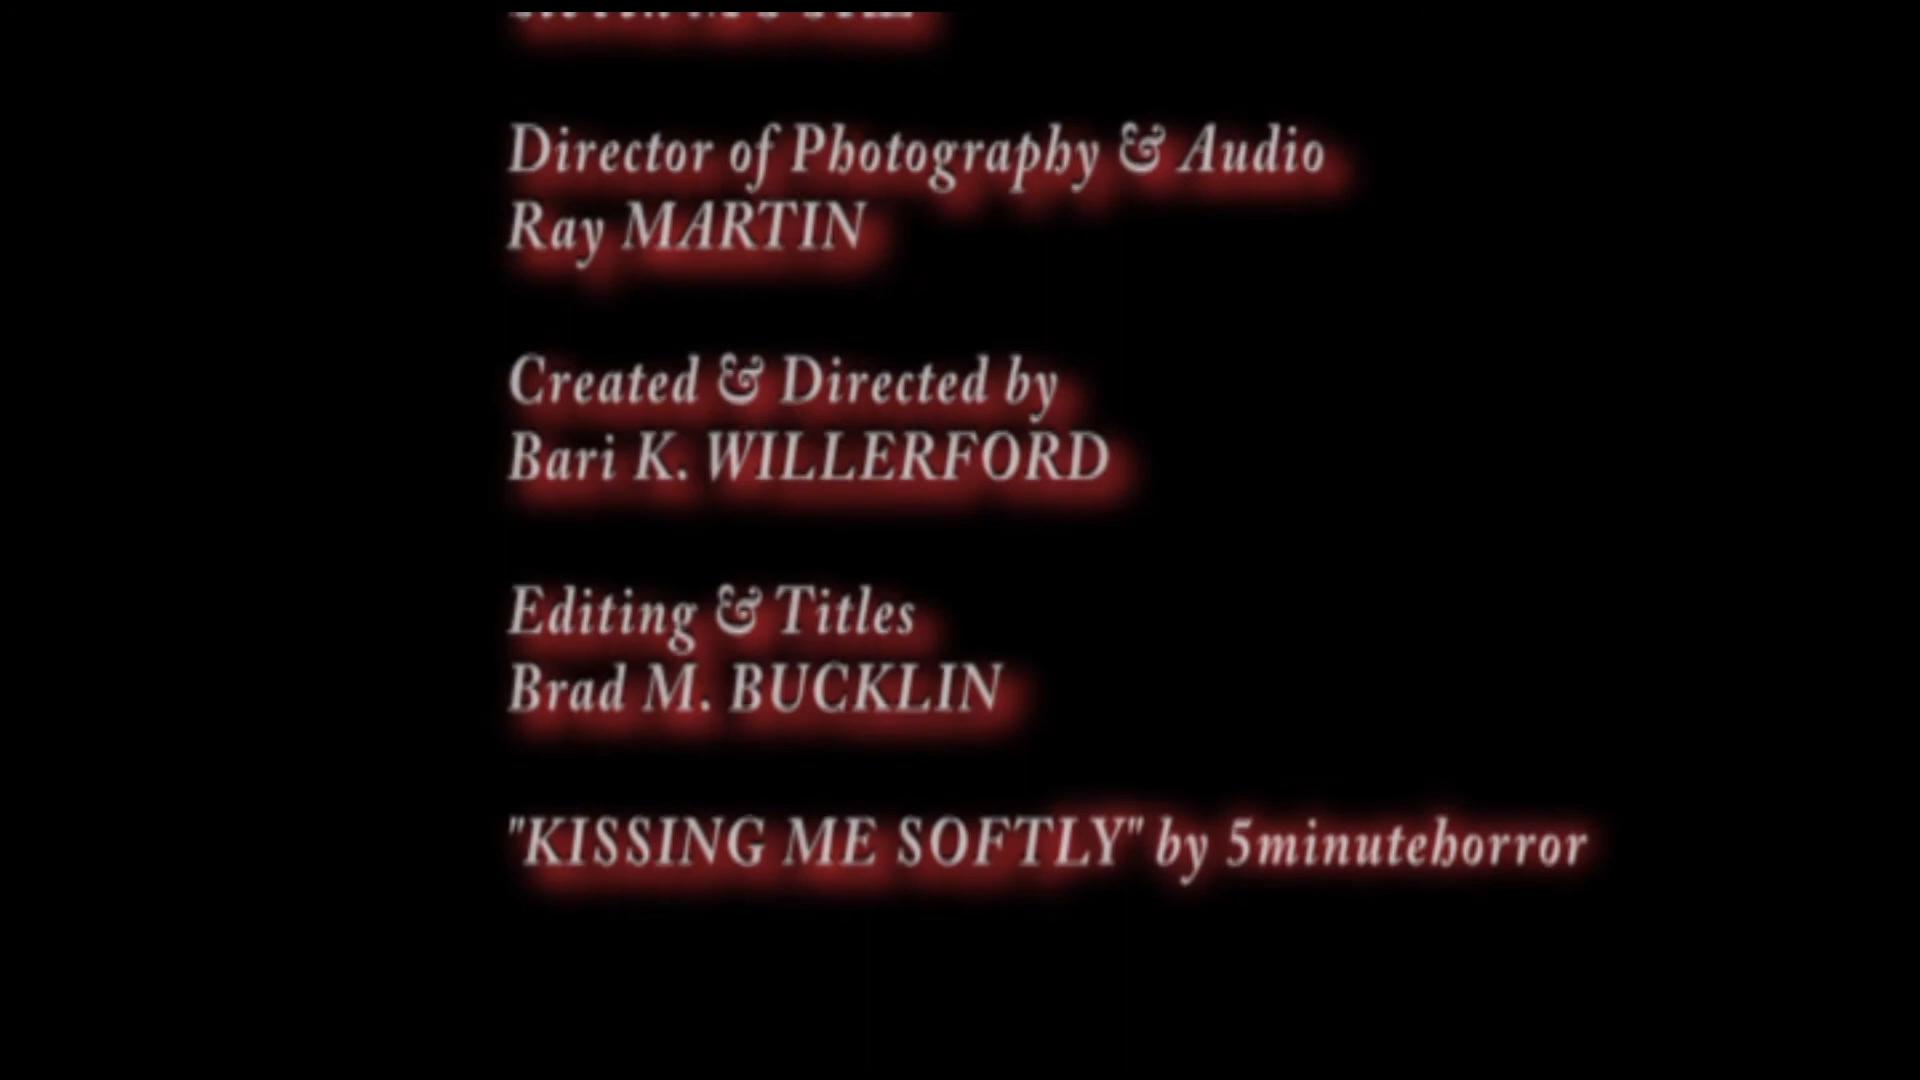 Director of Photography & Audio
Ray MARTIN
Created & Directed by
Bari K. WILLERFORD
Editing & Titles
Brad M. BUCKLIN
"KISSING ME SOFTLY" by 5minutehorror